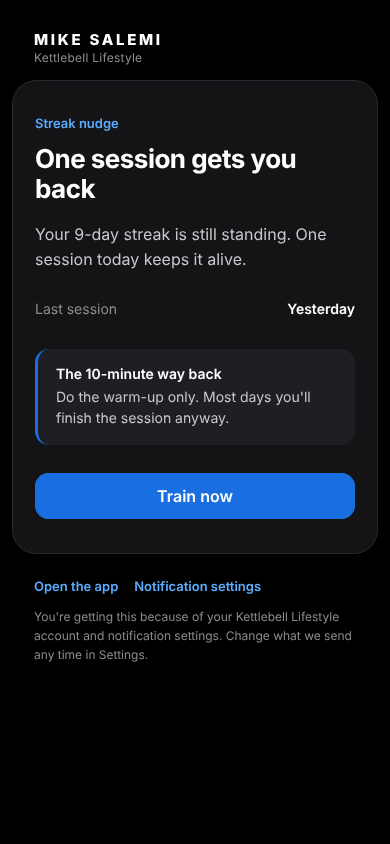 MIKE SALEMI
Kettlebell Lifestyle
Streak nudge
One session gets you
back
Your 9-day streak is still standing. One
session today keeps it alive.
Last session Yesterday
The 10-minute way back
Do the warm-up only. Most days you'll
finish the session anyway.
Train now
Open the app Notification settings
You're getting this because of your Kettlebell Lifestyle
account and notification settings. Change what we send
any time in Settings.